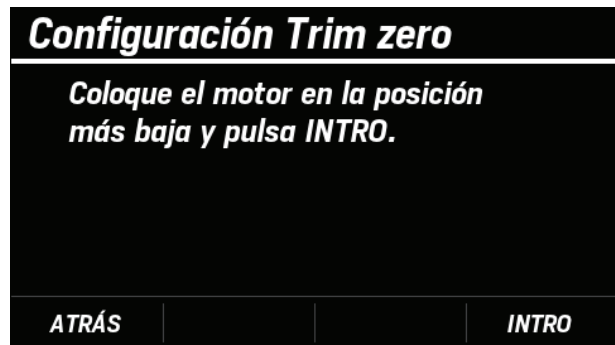 Configuración Trim zero
Coloque el motor en la posición
más baja y pulsa INTRO.
ATRÁS INTRO